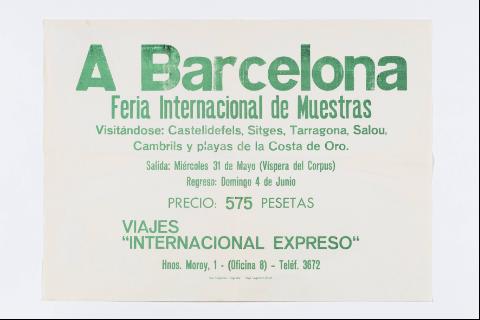 A Barcelona
Feria Internacional de Muestras
Visitándose: Castelldefels, Sitges, Tarragona, Salou,
Cambrils y playas de la Costa de Oro.
Salida: Miércoles 31 de Mayo (Víspera del Corpus)
Regreso: Domingo 4 de Junio
PRECIO: 575 PESETAS
VIAJES
"INTERNACIONAL EXPRESO"
Hnos. Moroy, 1 - (Oficina 8) - Teléf. 3672